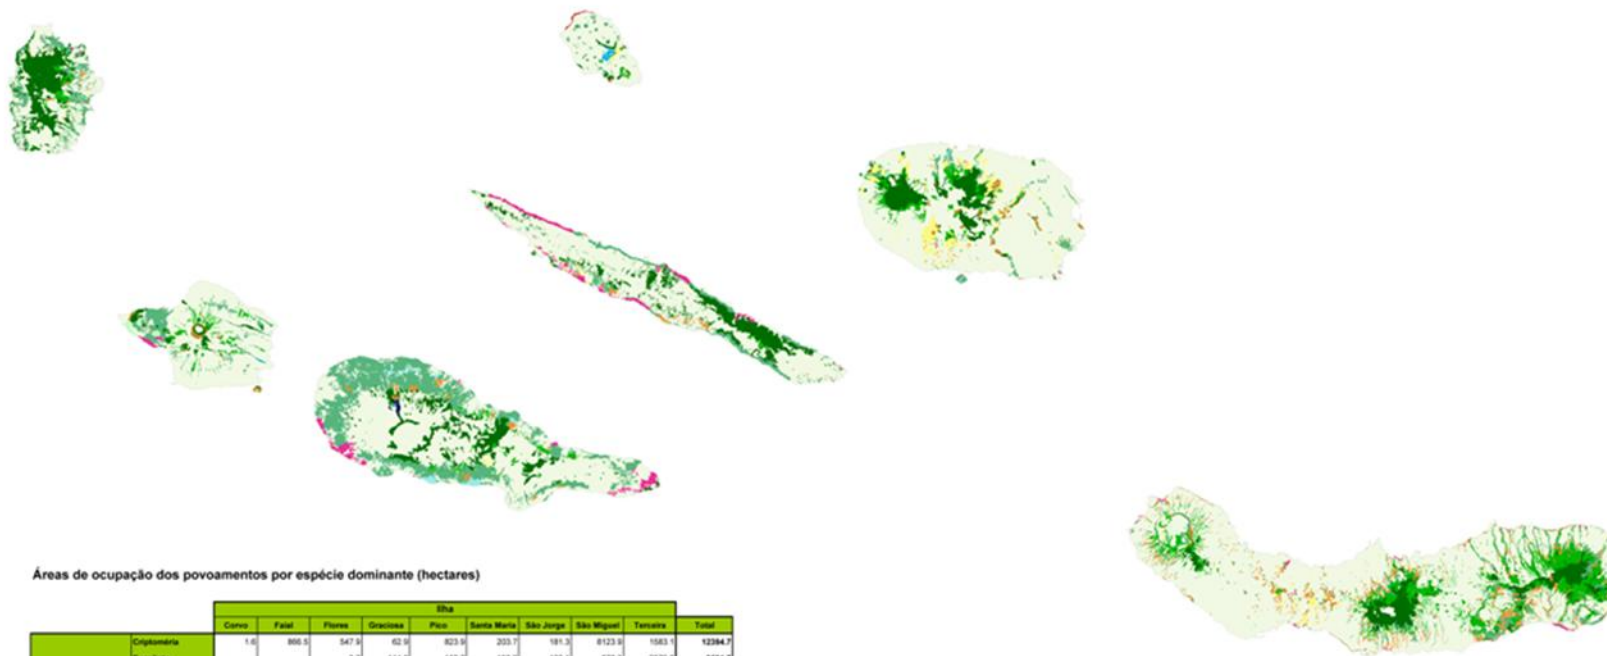 Áreas de ocupação dos povoamentos por espécie dominante (hectares)
Ilha
Corvo Faial Flores Graciosa Pico Santa Maria São Jorge São Miguel Terceira Total
Criptoméria 1.6 866.5 547.9 62.9 823.9 203.7 181.3 8123.9 1583.1 12394.7